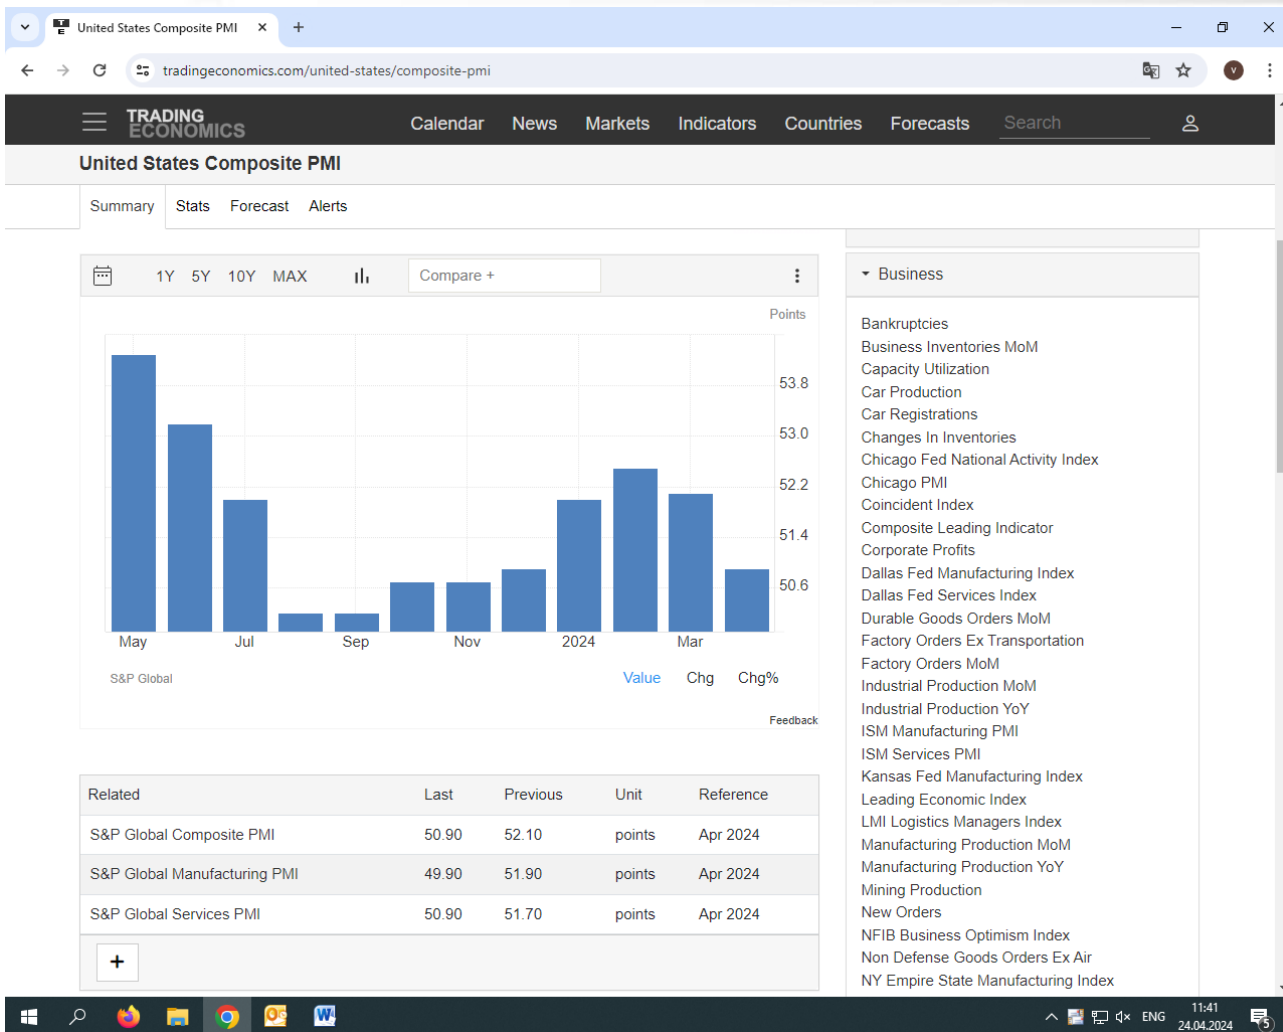 United States Composite PMI
tradingeconomics.com/united-states/composite-pmi
V
TRADING
ECONOMICS
Calendar News Markets Indicators Countries Forecasts Search
United States Composite PMI
Summary Stats Forecast Alerts
1Y 5Y 10Y MAX Compare +
Points
53.8
53.0
52.2
51.4
50.6
May Jul Sep Nov 2024 Mar
S&P Global Value Chg Chg%
Feedback
Related Last Previous Unit Reference
S&P Global Composite PMI 50.90 52.10 points Apr 2024
S&P Global Manufacturing PMI 49.90 51.90 points Apr 2024
S&P Global Services PMI 50.90 51.70 points Apr 2024
+
Business
Bankruptcies
Business Inventories MoM
Capacity Utilization
Car Production
Car Registrations
Changes In Inventories
Chicago Fed National Activity Index
Chicago PMI
Coincident Index
Composite Leading Indicator
Corporate Profits
Dallas Fed Manufacturing Index
Dallas Fed Services Index
Durable Goods Orders MoM
Factory Orders Ex Transportation
Factory Orders MoM
Industrial Production MoM
Industrial Production YoY
ISM Manufacturing PMI
ISM Services PMI
Kansas Fed Manufacturing Index
Leading Economic Index
LMI Logistics Managers Index
Manufacturing Production MoM
Manufacturing Production YoY
Mining Production
New Orders
NFIB Business Optimism Index
Non Defense Goods Orders Ex Air
NY Empire State Manufacturing Index
ENG
11:41
24.04.2024
5